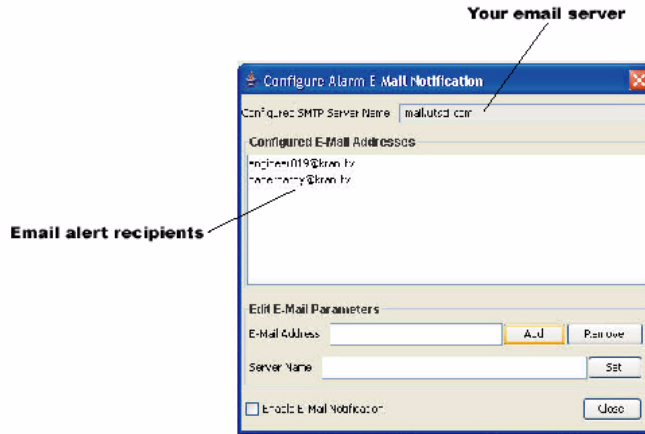 Your email server
Configure Alarm E-Mail Notification
Configured SMTP Server Name
Configured E-Mail Addresses
Email alert recipients
Edit E-Mail Parameters
E-Mail Address Add Remove
Server Name Set
Enable E-Mail Notification Close